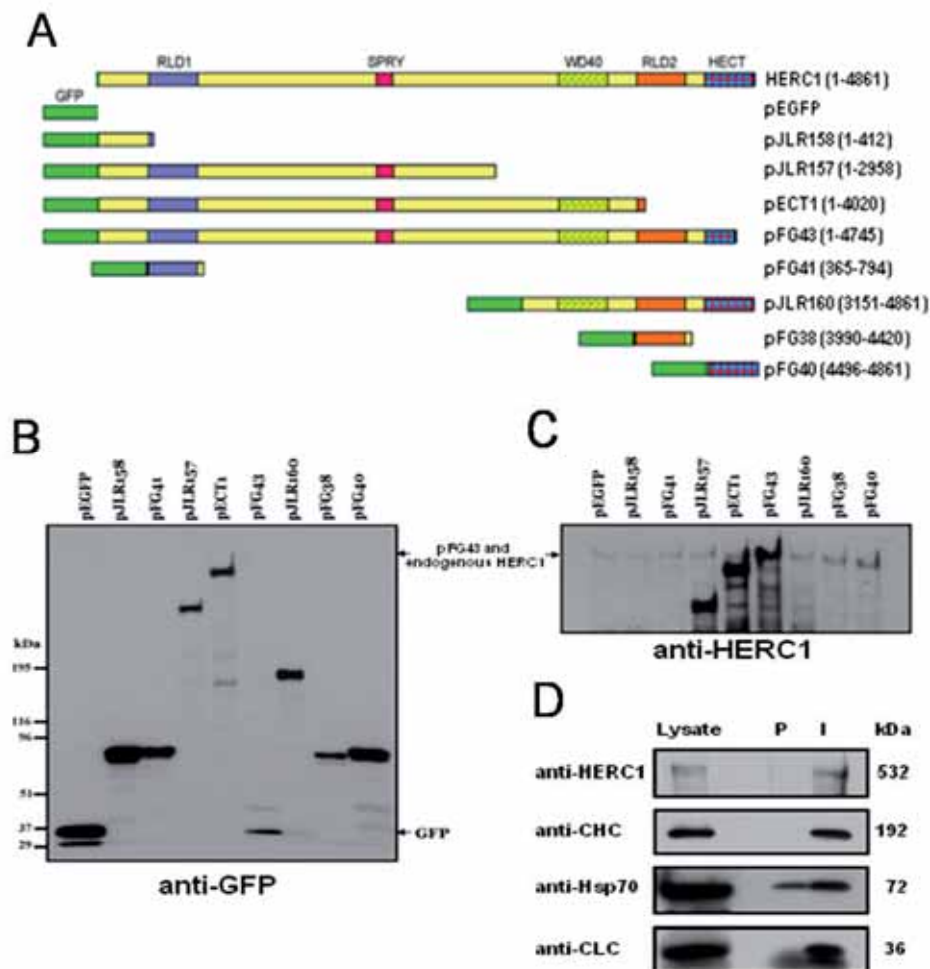 A
RLD1 SPRY WD40 RLD2 HECT
HERC1 (1-4861)
GFP
pEGFP
pJLR158 (1-412)
pJLR157 (1-2958)
pECT1 (1-4020)
pFG43 (1-4745)
pFG41 (365-794)
pJLR160 (3151-4861)
pFG38 (3990-4420)
pFG40 (4496-4861)
B
pEGFP pJLR158 pFG41 pJLR157 pECT1 pFG43 pJLR160 pFG38 pFG40
kDa
195
116
96
51
37
29
GFP
anti-GFP
pFG43 and
endogenous HERC1
C
pEGFP pJLR158 pFG41 pJLR157 pECT1 pFG43 pJLR160 pFG38 pFG40
anti-HERC1
D
Lysate P I kDa
anti-HERC1 532
anti-CHC 192
anti-Hsp70 72
anti-CLC 36